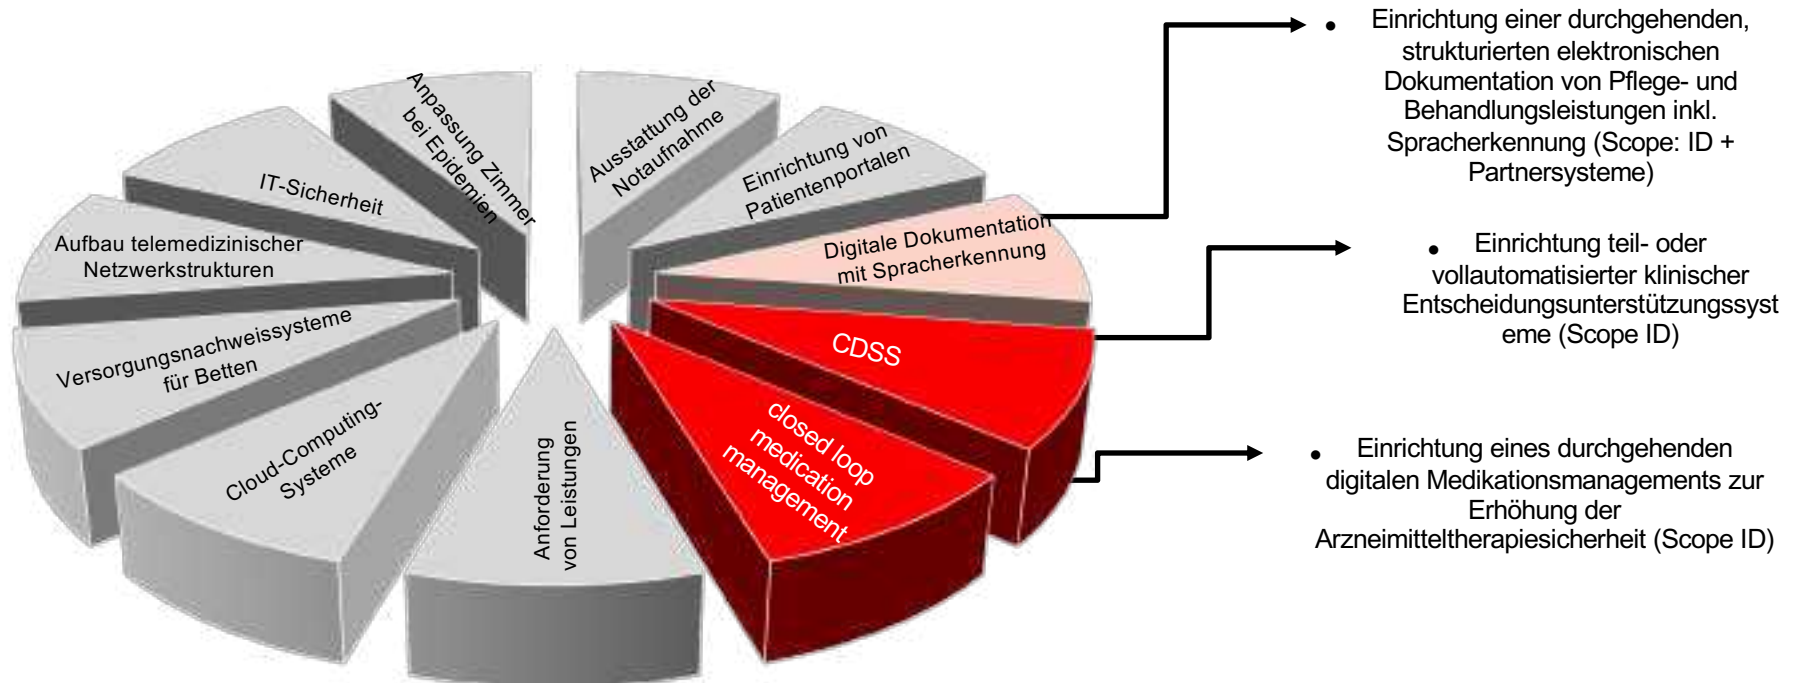 Anpassung Zimmer
bei Epidemien
Ausstattung der
Notaufnahme
Einrichtung von
Patientenportalen
Digitale Dokumentation
mit Spracherkennung
CDSS
closed loop
medication
management
Anforderung
von Leistungen
Cloud-Computing-
Systeme
Versorgungsnachweissysteme
für Betten
Aufbau telemedizinischer
Netzwerkstrukturen
IT-Sicherheit
• Einrichtung einer durchgehenden,
strukturierten elektronischen
Dokumentation von Pflege- und
Behandlungsleistungen inkl.
Spracherkennung (Scope: ID +
Partnersysteme)
• Einrichtung teil- oder
vollautomatisierter klinischer
Entscheidungsunterstützungssyst
eme (Scope ID)
• Einrichtung eines durchgehenden
digitalen Medikationsmanagements zur
Erhöhung der
Arzneimitteltherapiesicherheit (Scope ID)